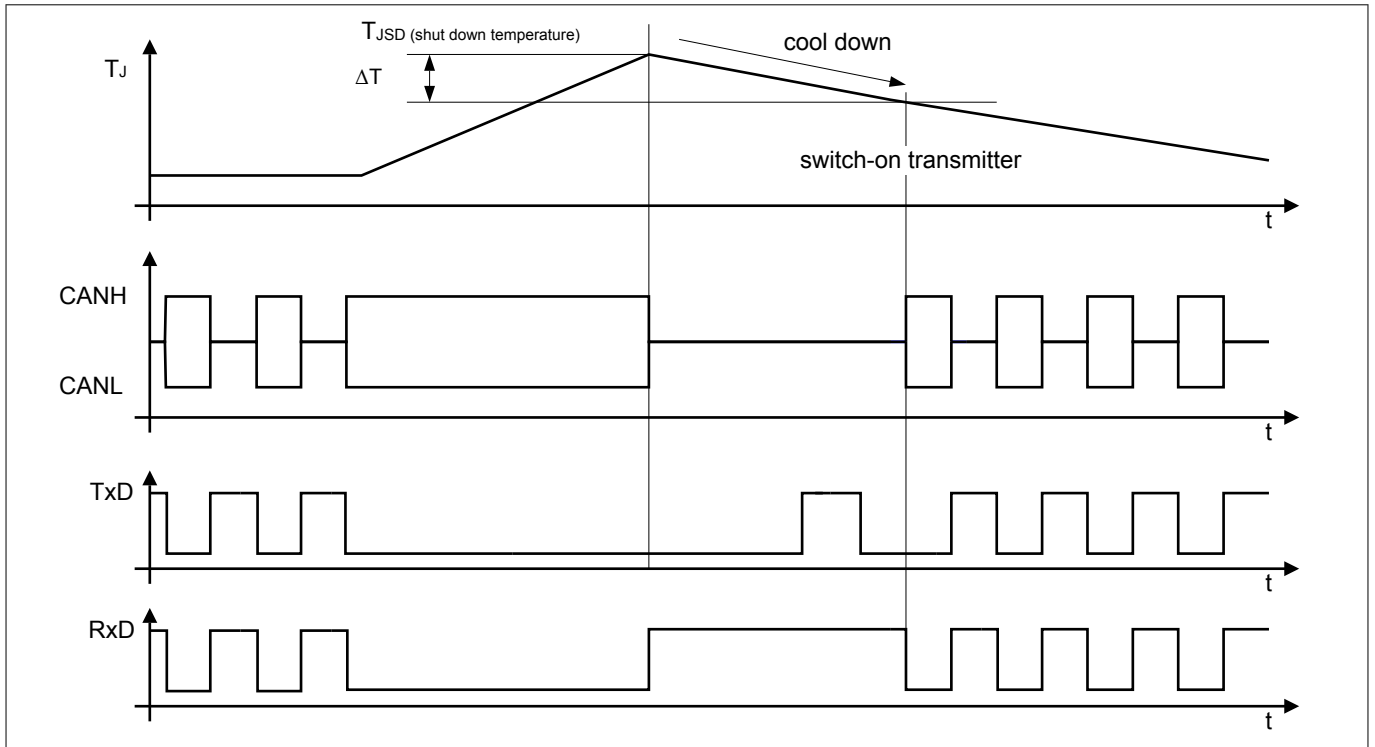 TJSD (shut down temperature)
cool down
TJ
ΔT
switch-on transmitter
t
CANH
CANL
t
TxD
t
RxD
t